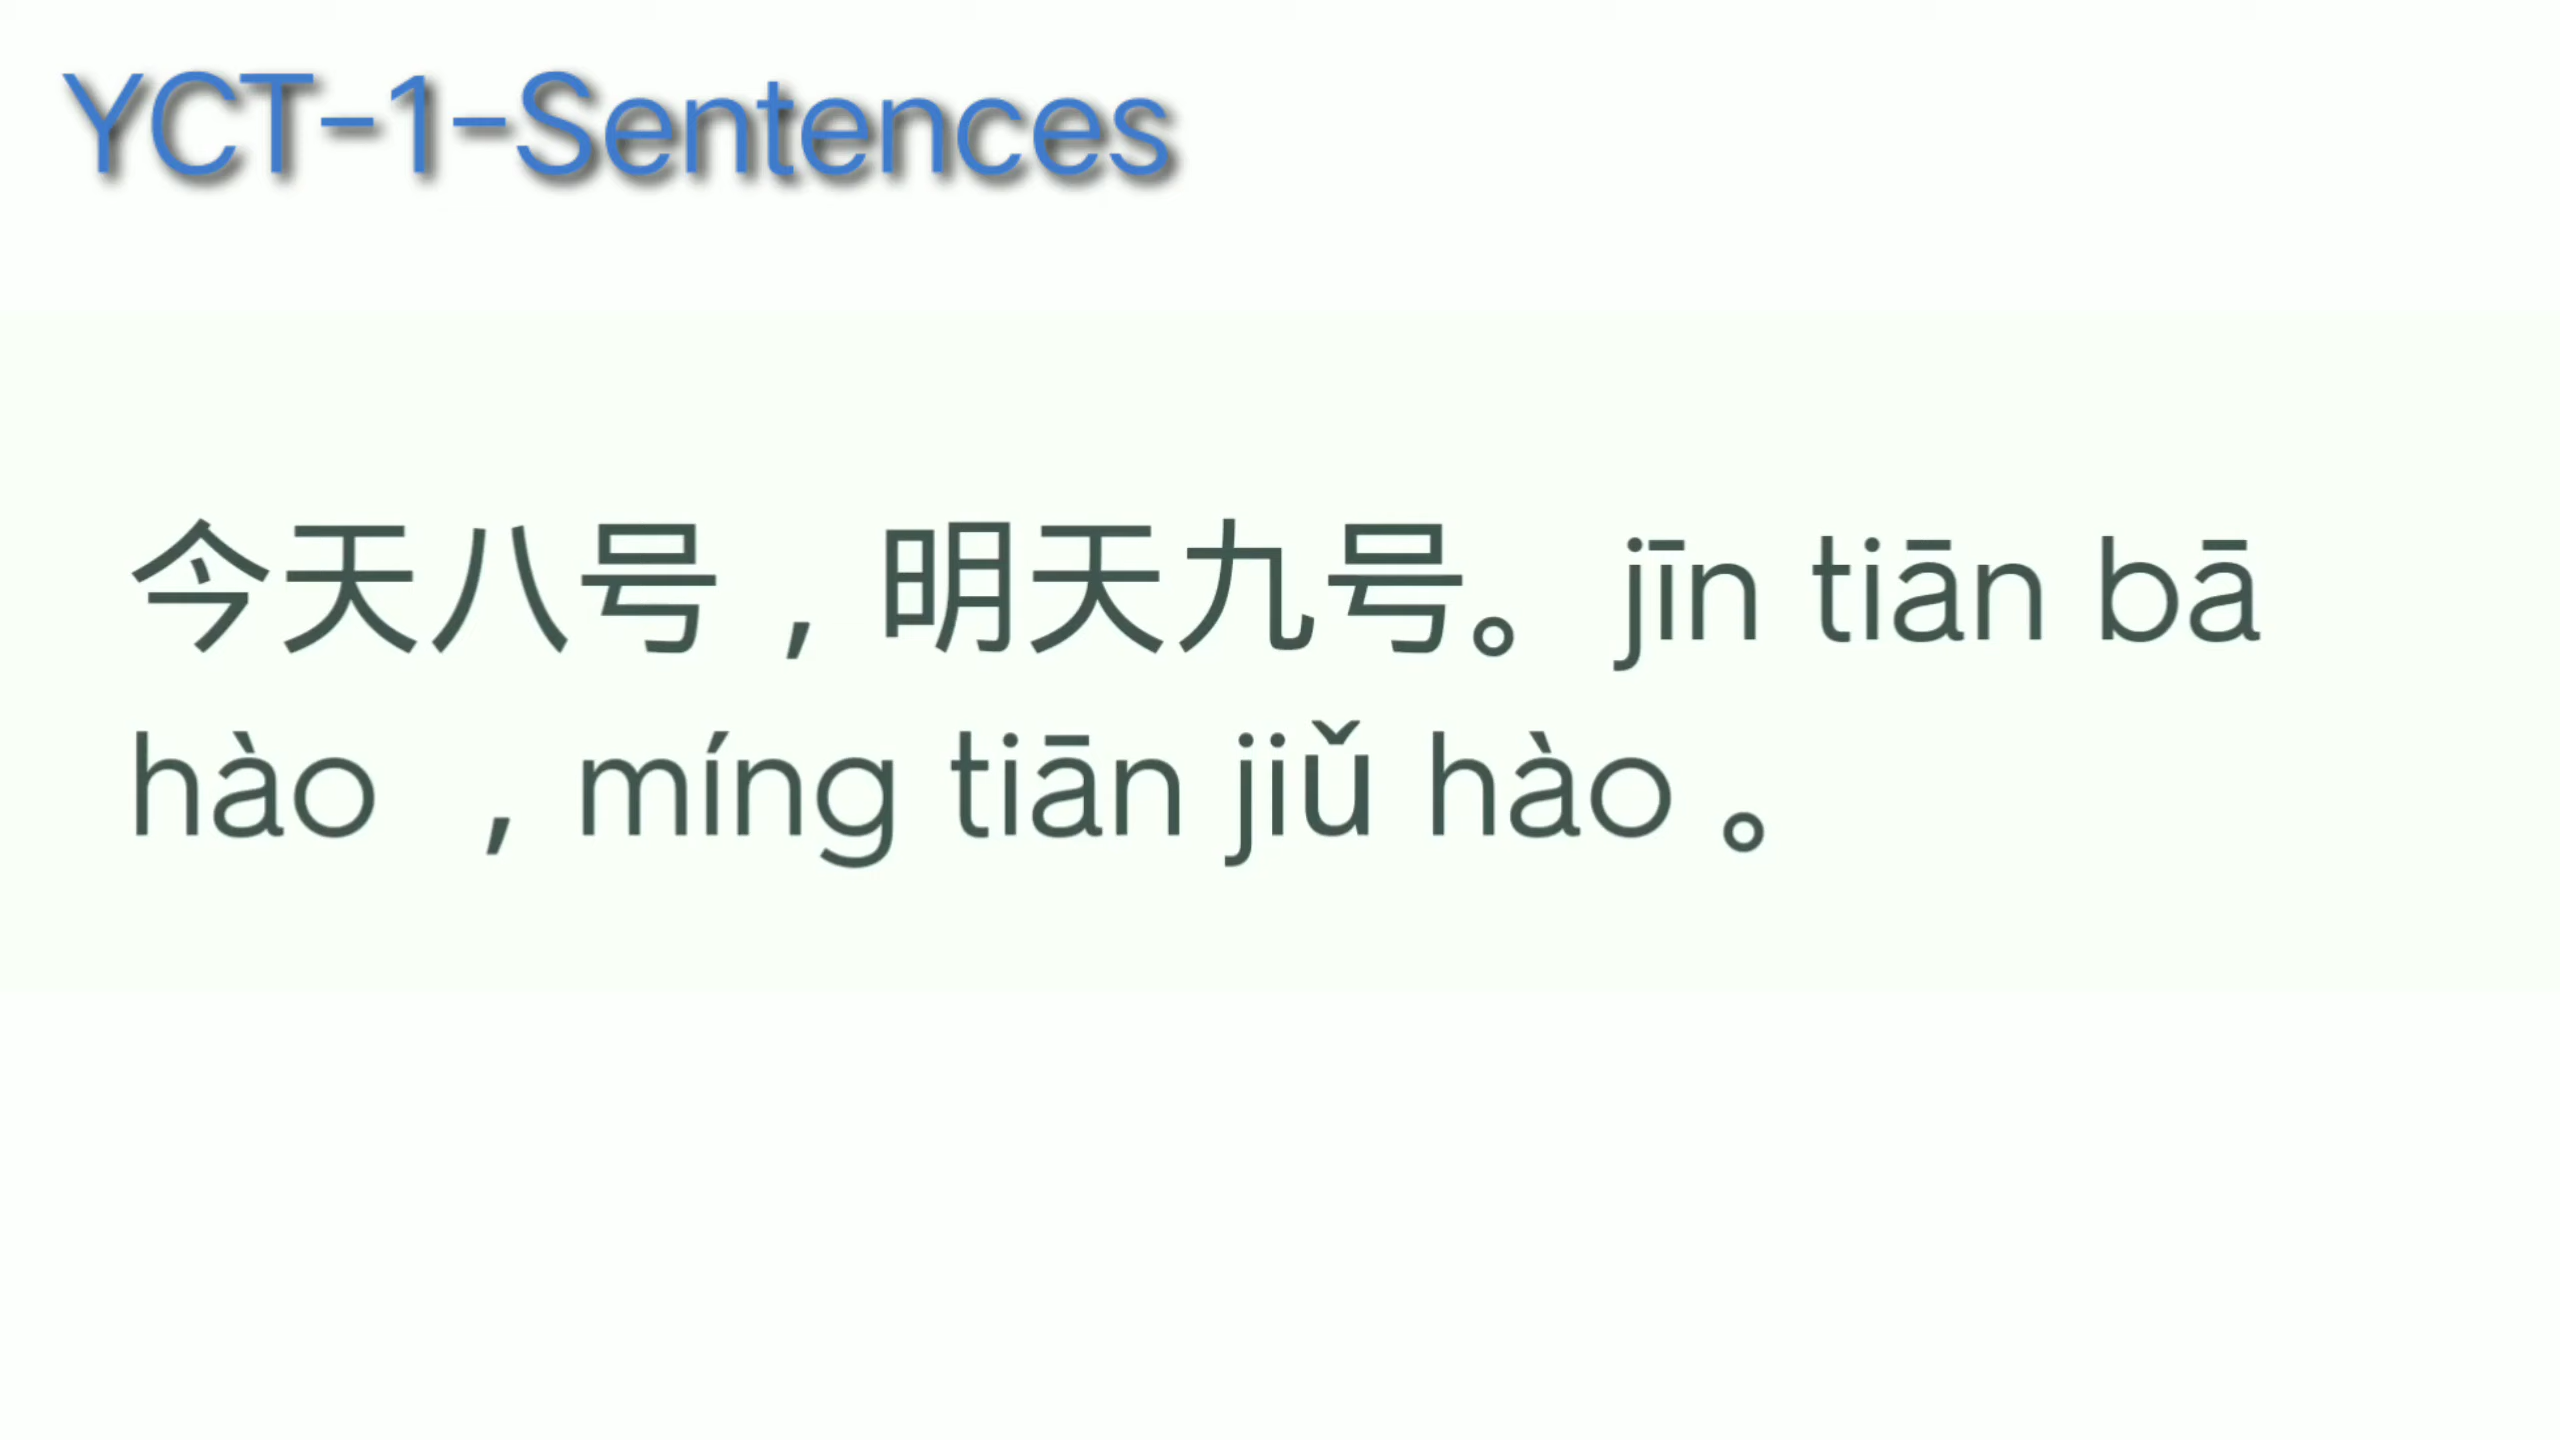 YCT-1-Sentences
今天八号，明天九号。 jīn tiān bā
hào ，míng tiān jiǔ hào 。